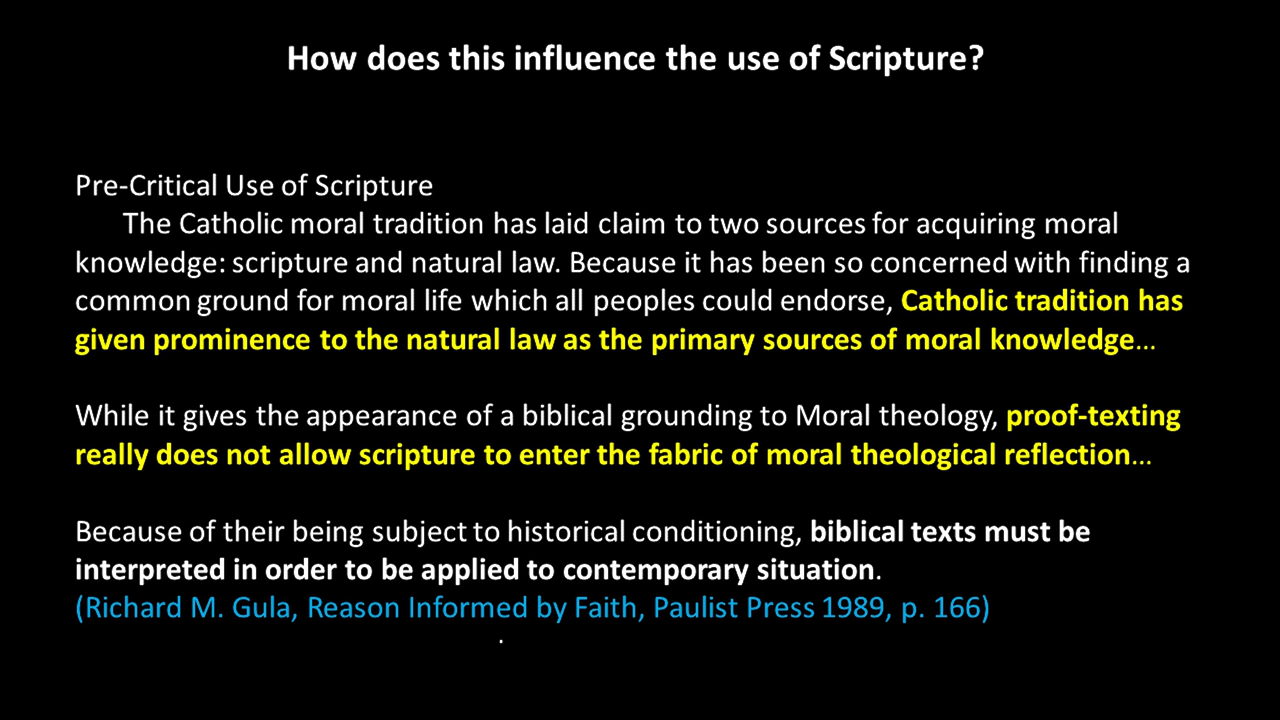 How does this influence the use of Scripture?
Pre-Critical Use of Scripture
The Catholic moral tradition has laid claim to two sources for acquiring moral
knowledge: scripture and natural law. Because it has been so concerned with finding a
common ground for moral life which all peoples could endorse, Catholic tradition has
given prominence to the natural law as the primary sources of moral knowledge...
While it gives the appearance of a biblical grounding to Moral theology, proof-texting
really does not allow scripture to enter the fabric of moral theological reflection...
Because of their being subject to historical conditioning, biblical texts must be
interpreted in order to be applied to contemporary situation.
(Richard M. Gula, Reason Informed by Faith, Paulist Press 1989, p. 166)
.